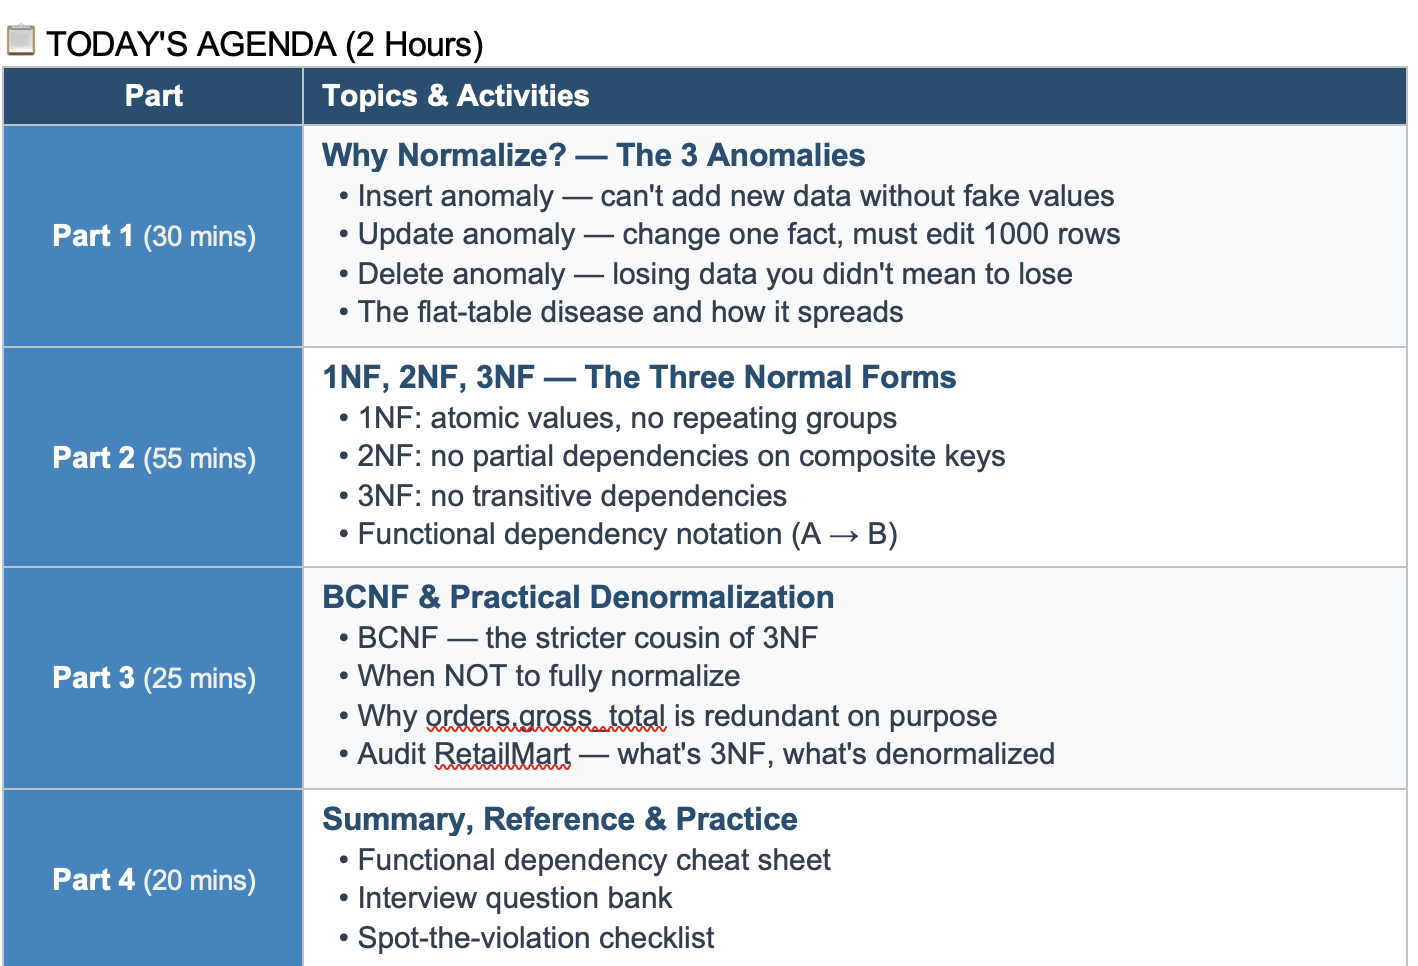 📋 TODAY'S AGENDA (2 Hours)
Part
Topics & Activities
Part 1 (30 mins)
Why Normalize? — The 3 Anomalies
• Insert anomaly — can't add new data without fake values
• Update anomaly — change one fact, must edit 1000 rows
• Delete anomaly — losing data you didn't mean to lose
• The flat-table disease and how it spreads
Part 2 (55 mins)
1NF, 2NF, 3NF — The Three Normal Forms
• 1NF: atomic values, no repeating groups
• 2NF: no partial dependencies on composite keys
• 3NF: no transitive dependencies
• Functional dependency notation (A → B)
Part 3 (25 mins)
BCNF & Practical Denormalization
• BCNF — the stricter cousin of 3NF
• When NOT to fully normalize
• Why orders.gross_total is redundant on purpose
• Audit RetailMart — what's 3NF, what's denormalized
Part 4 (20 mins)
Summary, Reference & Practice
• Functional dependency cheat sheet
• Interview question bank
• Spot-the-violation checklist